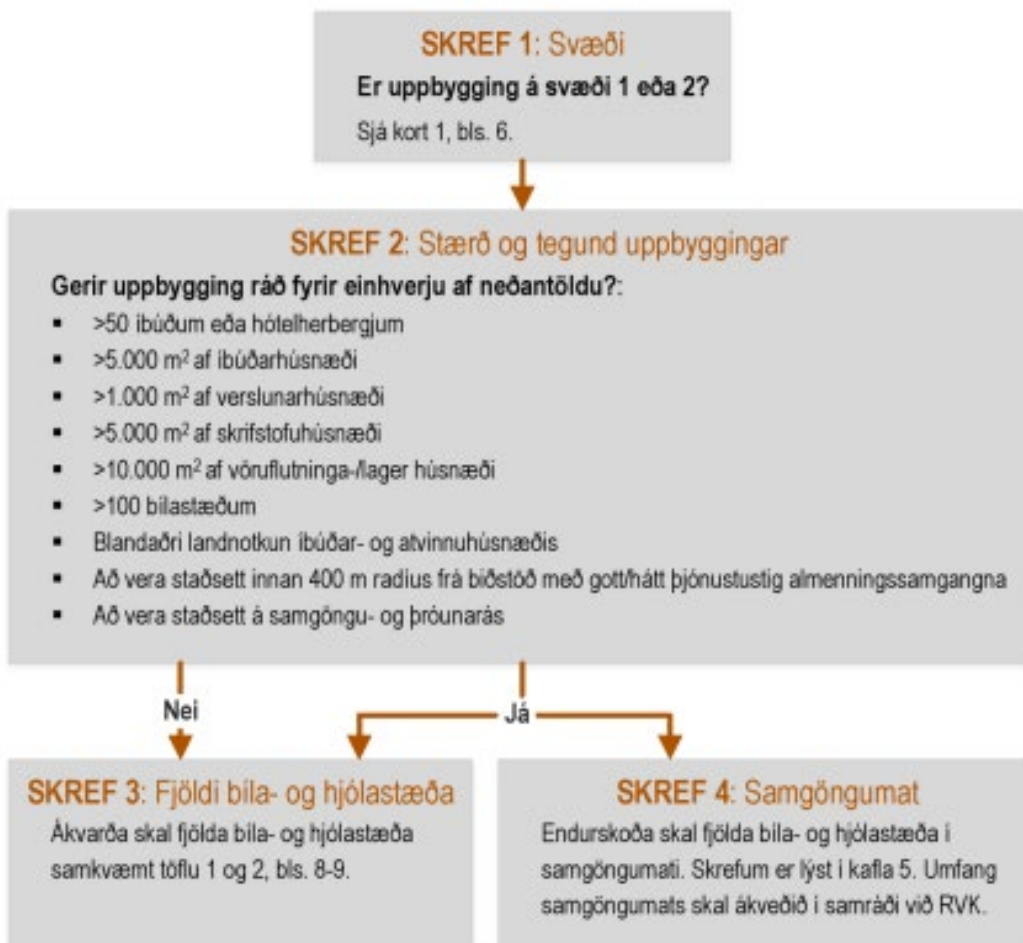 SKREF 1: Svæði
Er uppbygging á svæði 1 eða 2?
Sjá kort 1, bls. 6.
SKREF 2: Stærð og tegund uppbyggingar
Gerir uppbygging ráð fyrir einhverju af neðantöldu?:
▪ >50 íbúðum eða hótelherbergjum
▪ >5.000 m² af íbúðarhúsnæði
▪ >1.000 m² af verslunarhúsnæði
▪ >5.000 m² af skrifstofuhúsnæði
▪ >10.000 m² af vöruflutninga-/lager húsnæði
▪ >100 bílastæðum
▪ Blandaðri landnotkun íbúðar- og atvinnuhúsnæðis
▪ Að vera staðsett innan 400 m radíus frá biðstöð með gott/hátt þjónustustig almenningssamgangna
▪ Að vera staðsett á samgöngu- og þróunarás
Nei
Já
SKREF 3: Fjöldi bíla- og hjólastæða
Ákvarða skal fjölda bíla- og hjólastæða
samkvæmt töflu 1 og 2, bls. 8-9.
SKREF 4: Samgöngumat
Endurskoða skal fjölda bíla- og hjólastæða í
samgöngumati. Skrefum er lýst í kafla 5. Umfang
samgöngumats skal ákveðið í samráði við RVK.